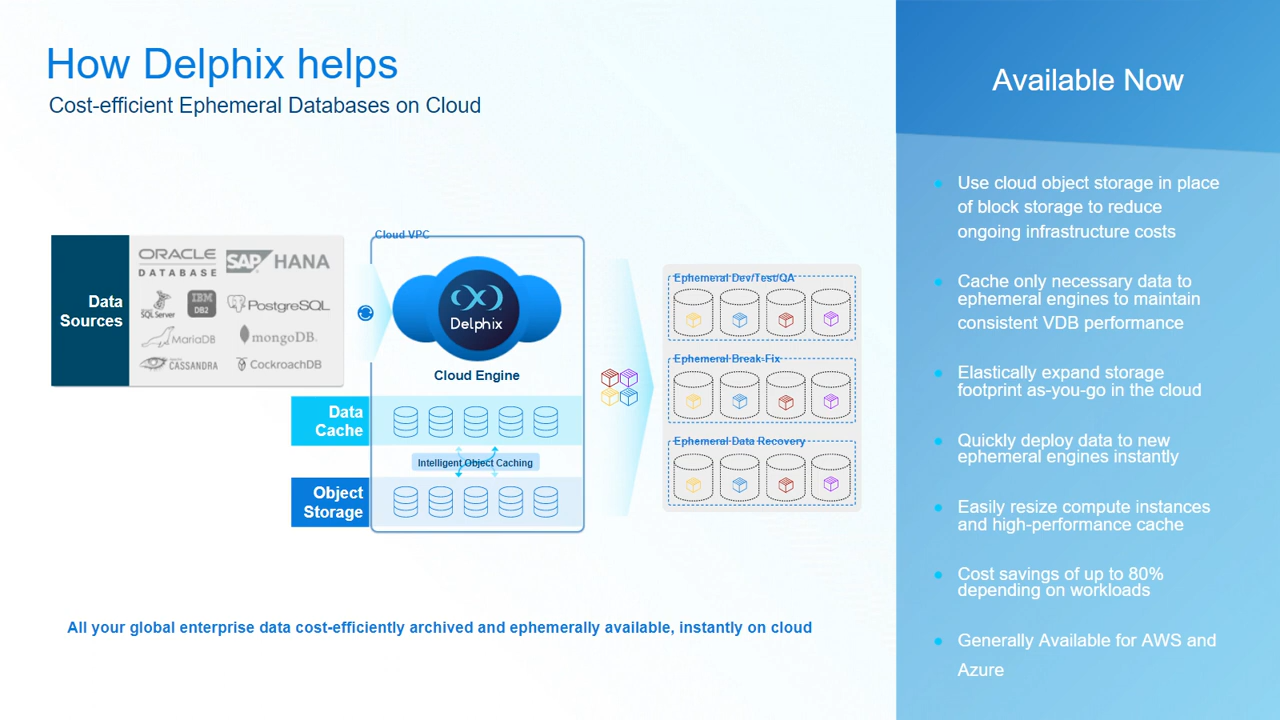 How Delphix helps
Cost-efficient Ephemeral Databases on Cloud
Data
Sources
ORACLE
DATABASE
SAP HANA
SQL Server
IBM
DB2
PostgreSQL
MariaDB
mongoDB
CASSANDRA
CockroachDB
Cloud VPC
Delphix
Cloud Engine
Data
Cache
Intelligent Object Caching
Object
Storage
Ephemeral Dev/Test/QA
Ephemeral Break-Fix
Ephemeral Data Recovery
All your global enterprise data cost-efficiently archived and ephemerally available, instantly on cloud
Available Now
Use cloud object storage in place
of block storage to reduce
ongoing infrastructure costs
Cache only necessary data to
ephemeral engines to maintain
consistent VDB performance
Elastically expand storage
footprint as-you-go in the cloud
Quickly deploy data to new
ephemeral engines instantly
Easily resize compute instances
and high-performance cache
Cost savings of up to 80%
depending on workloads
Generally Available for AWS and
Azure